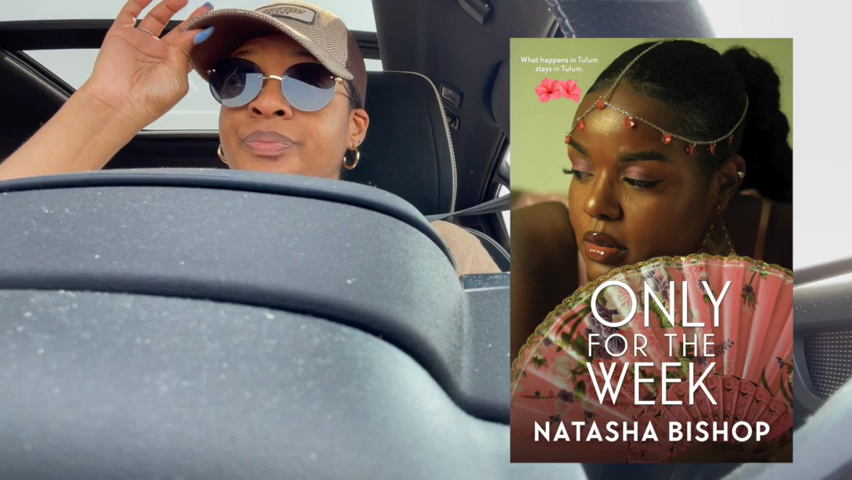 What happens in Tulum
stays in Tulum.
ONLY
FOR THE
WEEK
NATASHA BISHOP